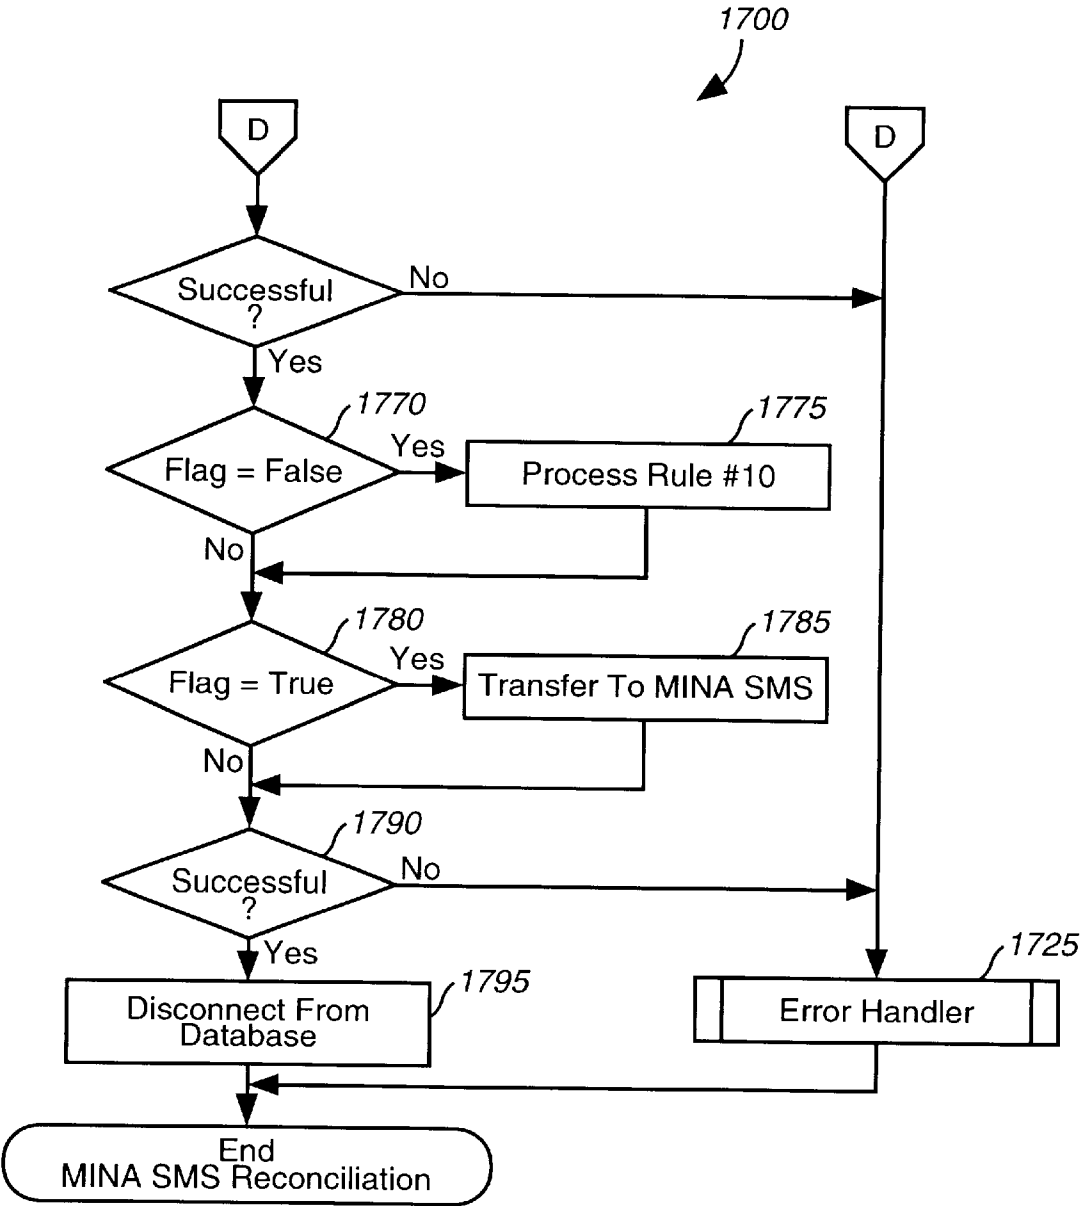 1700
D
D
Successful
?
No
Yes
1770
Flag = False
Yes
1775
Process Rule #10
No
1780
Flag = True
Yes
1785
Transfer To MINA SMS
No
1790
Successful
?
No
Yes
1795
Disconnect From
Database
1725
Error Handler
End
MINA SMS Reconciliation